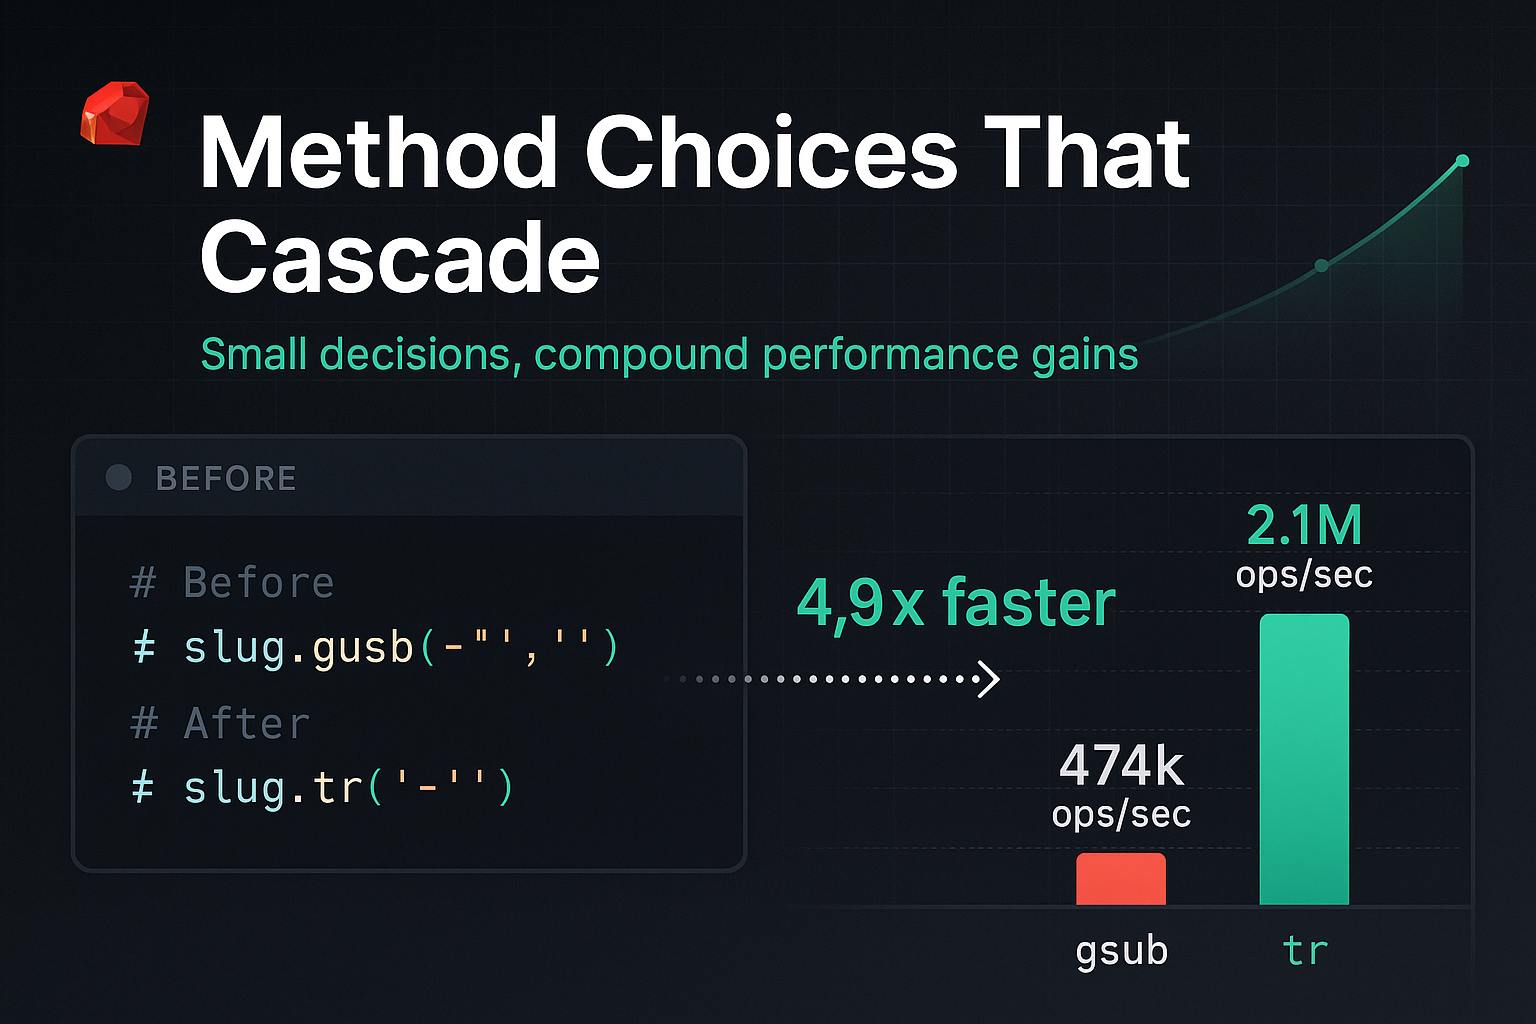 Method Choices That
Cascade
Small decisions, compound performance gains
BEFORE
# Before
‡ slug.gusb(-"','')
# After
‡ slug.tr('-'')
4,9x faster
2.1M
ops/sec
474k
ops/sec
gsub
tr